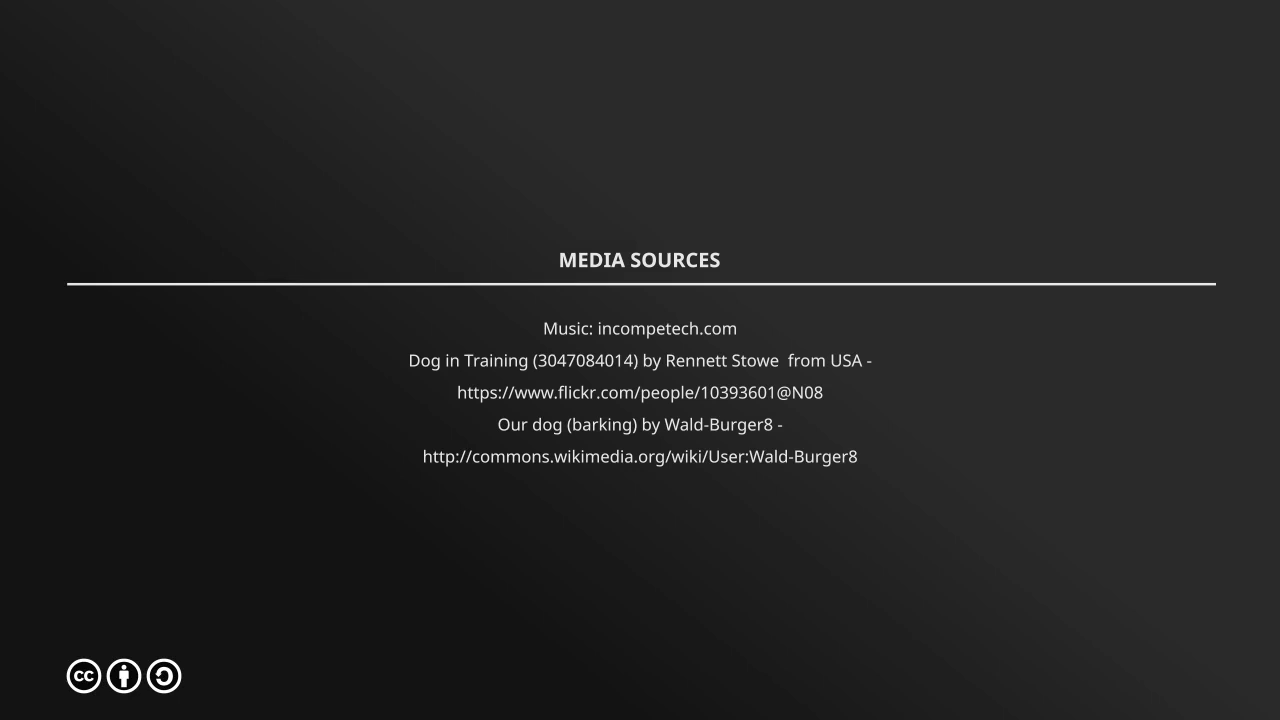 MEDIA SOURCES
Music: incompetech.com
Dog in Training (3047084014) by Rennett Stowe  from USA -
https://www.flickr.com/people/10393601@N08
Our dog (barking) by Wald-Burger8 -
http://commons.wikimedia.org/wiki/User:Wald-Burger8
cc